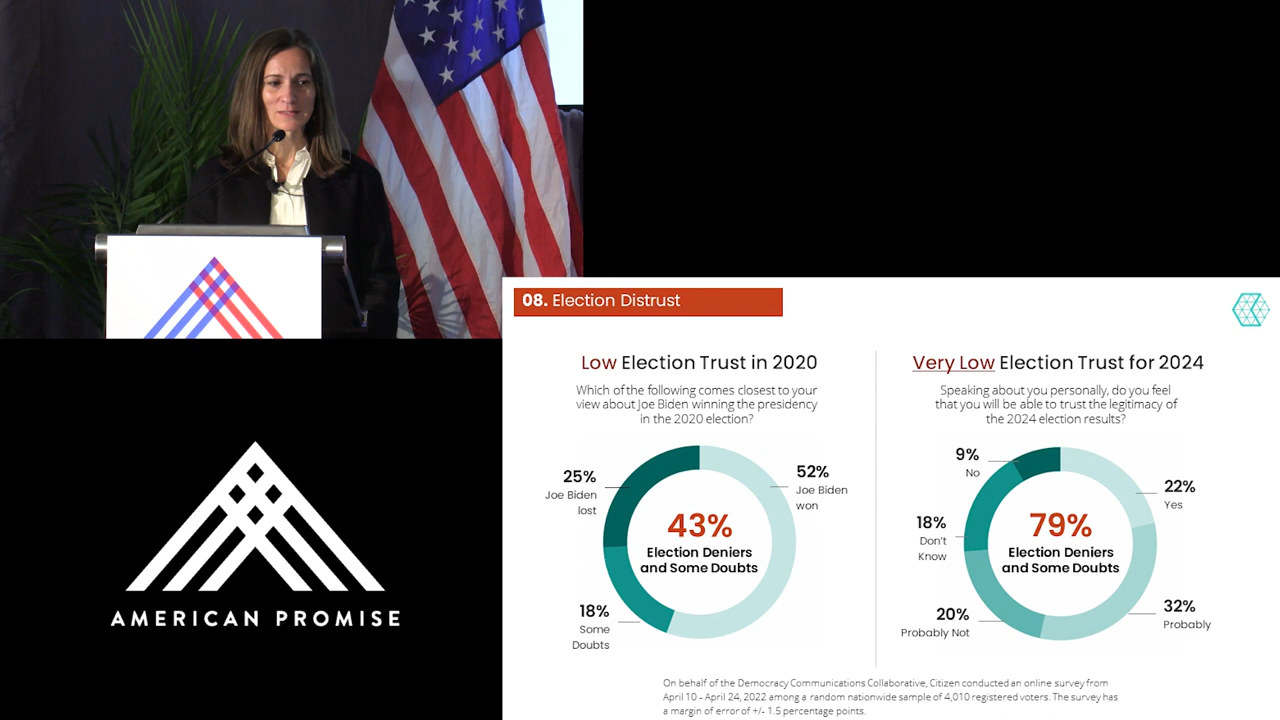 08. Election Distrust
Low Election Trust in 2020
Which of the following comes closest to your
view about Joe Biden winning the presidency
in the 2020 election?
25%
Joe Biden
lost
52%
Joe Biden
won
43%
Election Deniers
and Some Doubts
18%
Some
Doubts
Very Low Election Trust for 2024
Speaking about you personally, do you feel
that you will be able to trust the legitimacy of
the 2024 election results?
9%
No
22%
Yes
18%
Don't
Know
79%
Election Deniers
and Some Doubts
20%
Probably Not
32%
Probably
On behalf of the Democracy Communications Collaborative, Citizen conducted an online survey from
April 10 - April 24, 2022 among a random nationwide sample of 4,010 registered voters. The survey has
a margin of error of +/- 1.5 percentage points.
AMERICAN PROMISE